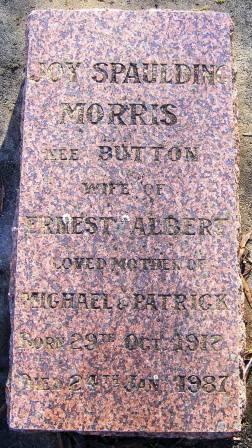 JOY SPAULDING
MORRIS
NEE BUTTON
WIFE OF
ERNEST ALBERT
LOVED MOTHER OF
MICHAEL & PATRICK
BORN 29TH OCT. 1917
DIED 24TH JAN. 1987